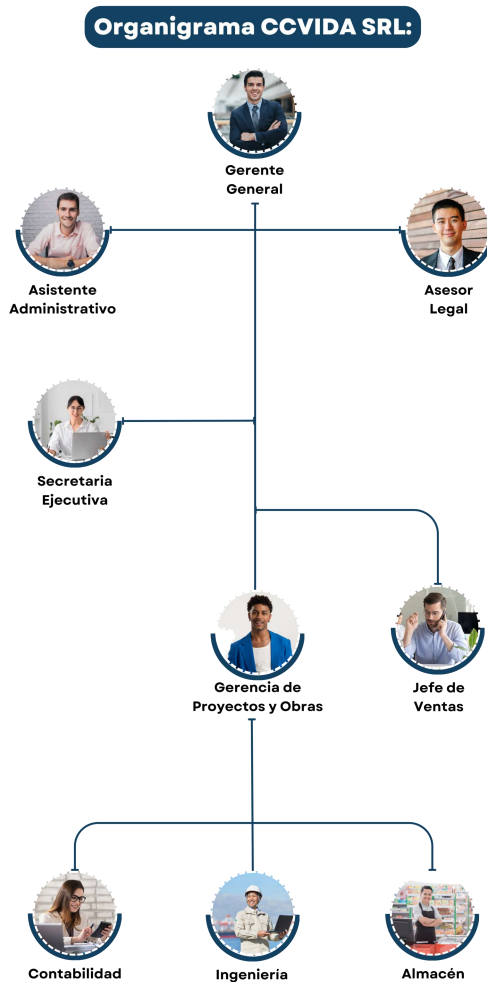 Organigrama CCVIDA SRL:
Gerente
General
Asistente
Administrativo
Asesor
Legal
Secretaria
Ejecutiva
Gerencia de
Proyectos y Obras
Jefe de
Ventas
Contabilidad
Ingeniería
Almacén